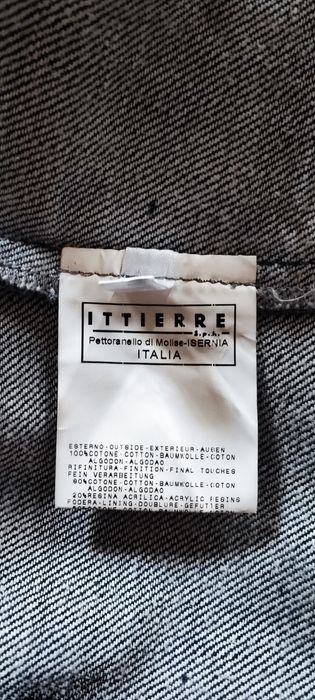 ITTIERRE
s.p.a.
Pettoranello di Molise-ISERNIA
ITALIA
ESTERNO-OUTSIDE-EXTERIEUR-AUßEN
100%COTONE-COTTON-BAUMWOLLE-COTON
ALGODON-ALGODAO
RIFINITURA-FINITION-FINAL TOUCHES
FEIN VERARBEITUNG
80%COTONE-COTTON-BAUMWOLLE-COTON
ALGODON-ALGODAO
20%RESINA ACRILICA-ACRYLIC RESINS
FODERA-LINING-DOUBLURE-GEFUTTER